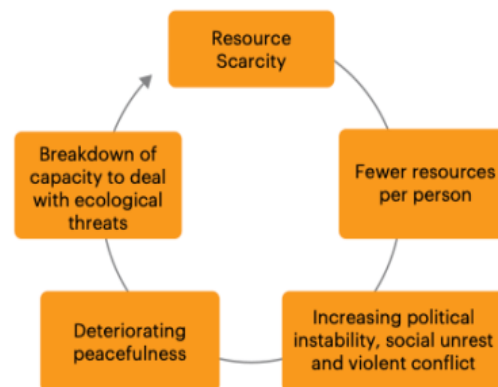 Resource
Scarcity
Fewer resources
per person
Increasing political
instability, social unrest
and violent conflict
Deteriorating
peacefulness
Breakdown of
capacity to deal
with ecological
threats